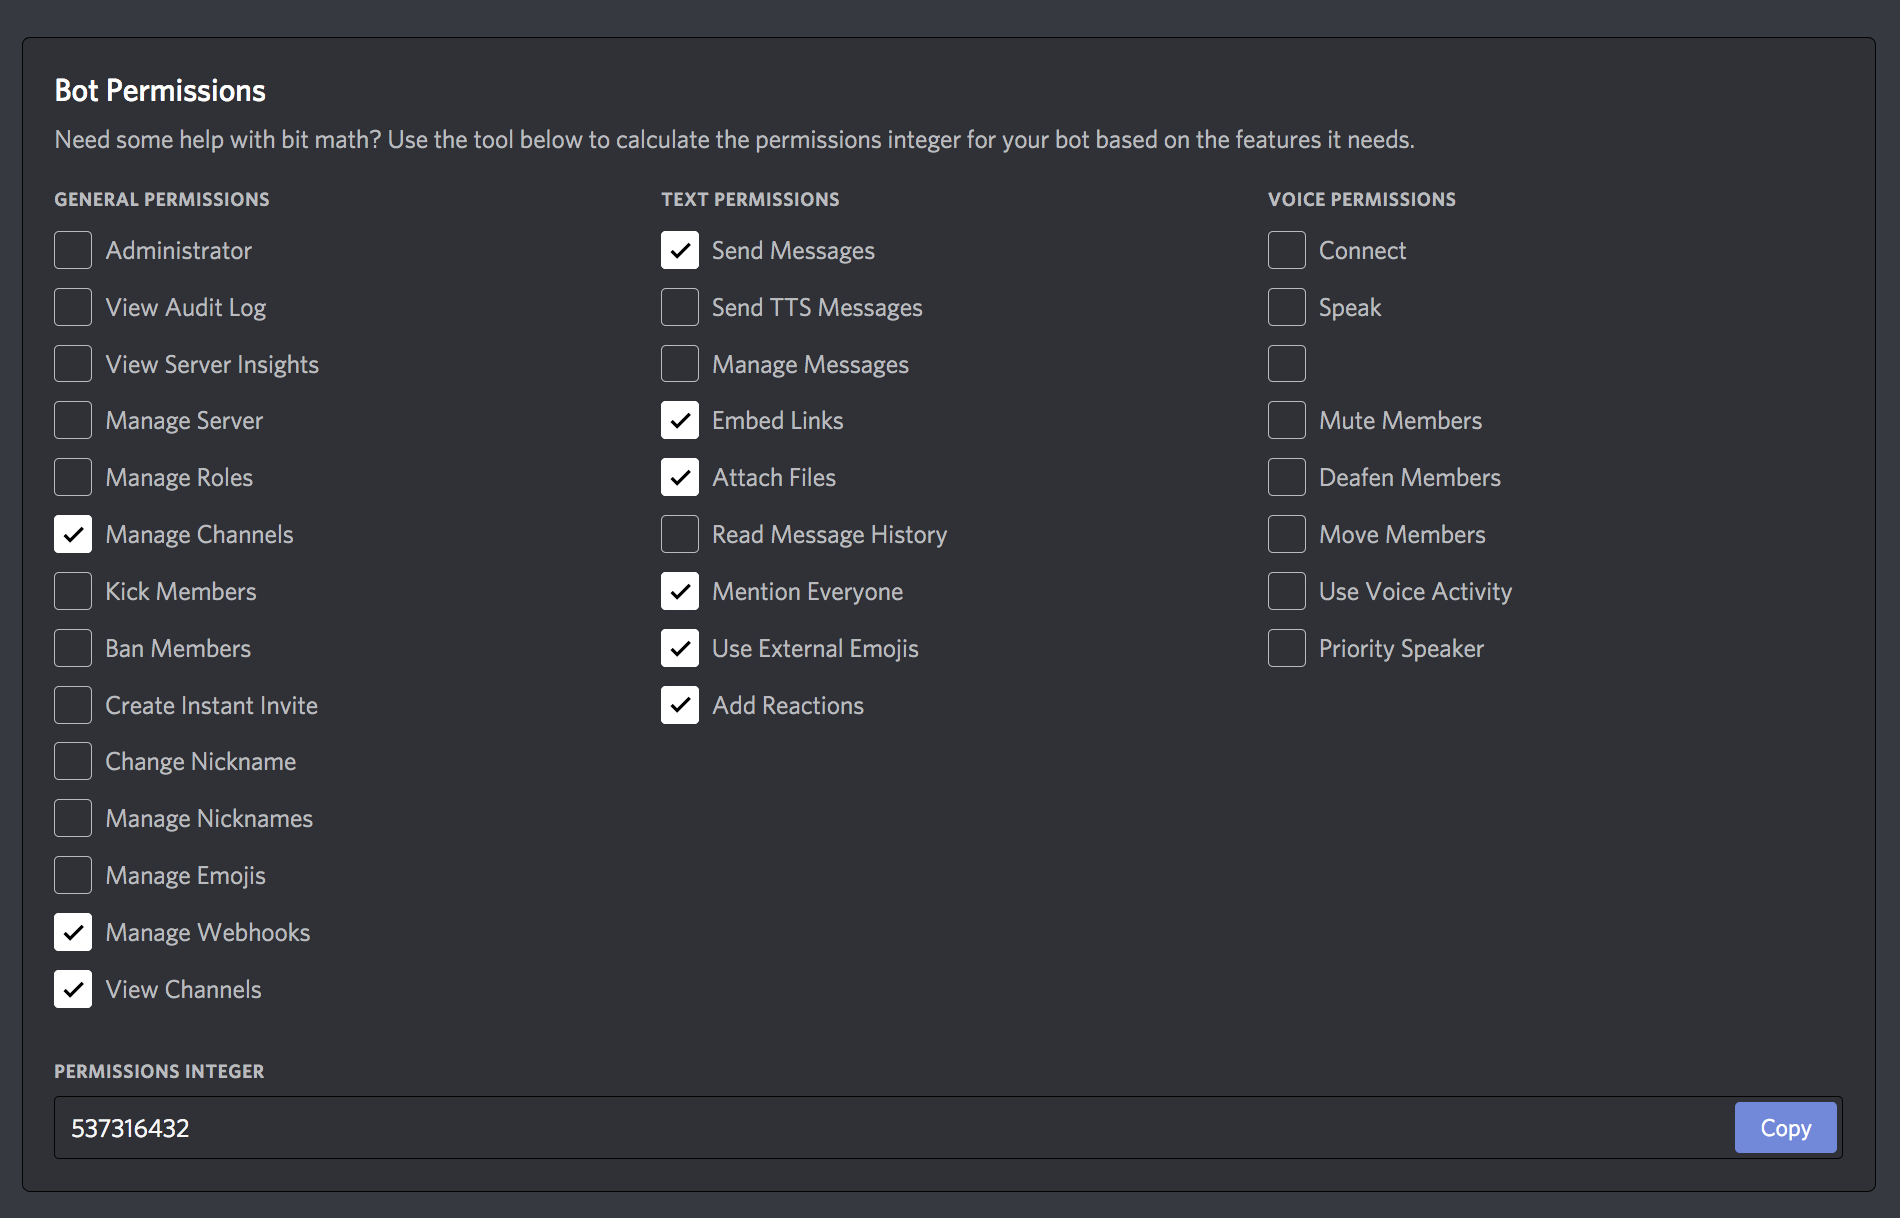 Bot Permissions
Need some help with bit math? Use the tool below to calculate the permissions integer for your bot based on the features it needs.
GENERAL PERMISSIONS
Administrator
View Audit Log
View Server Insights
Manage Server
Manage Roles
Manage Channels
Kick Members
Ban Members
Create Instant Invite
Change Nickname
Manage Nicknames
Manage Emojis
Manage Webhooks
View Channels
TEXT PERMISSIONS
Send Messages
Send TTS Messages
Manage Messages
Embed Links
Attach Files
Read Message History
Mention Everyone
Use External Emojis
Add Reactions
VOICE PERMISSIONS
Connect
Speak
Mute Members
Deafen Members
Move Members
Use Voice Activity
Priority Speaker
PERMISSIONS INTEGER
537316432
Copy